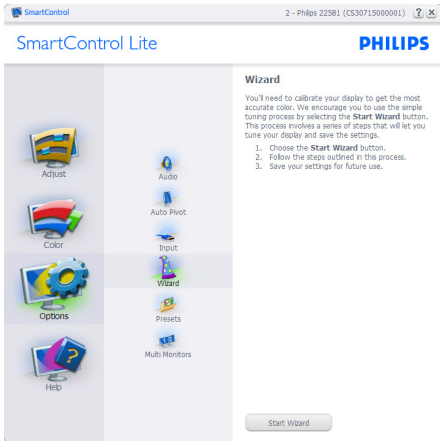 SmartControl
2 - Philips 225B1 (CS30715000001)
? ×
SmartControl Lite
PHILIPS
Adjust
Color
Options
Help
Audio
Auto Pivot
Input
Wizard
Presets
Multi Monitors
Wizard
You'll need to calibrate your display to get the most
accurate color. We encourage you to use the simple
tuning process by selecting the Start Wizard button.
This process involves a series of steps that will let you
tune your display and save the settings.
1. Choose the Start Wizard button.
2. Follow the steps outlined in this process.
3. Save your settings for future use.
Start Wizard